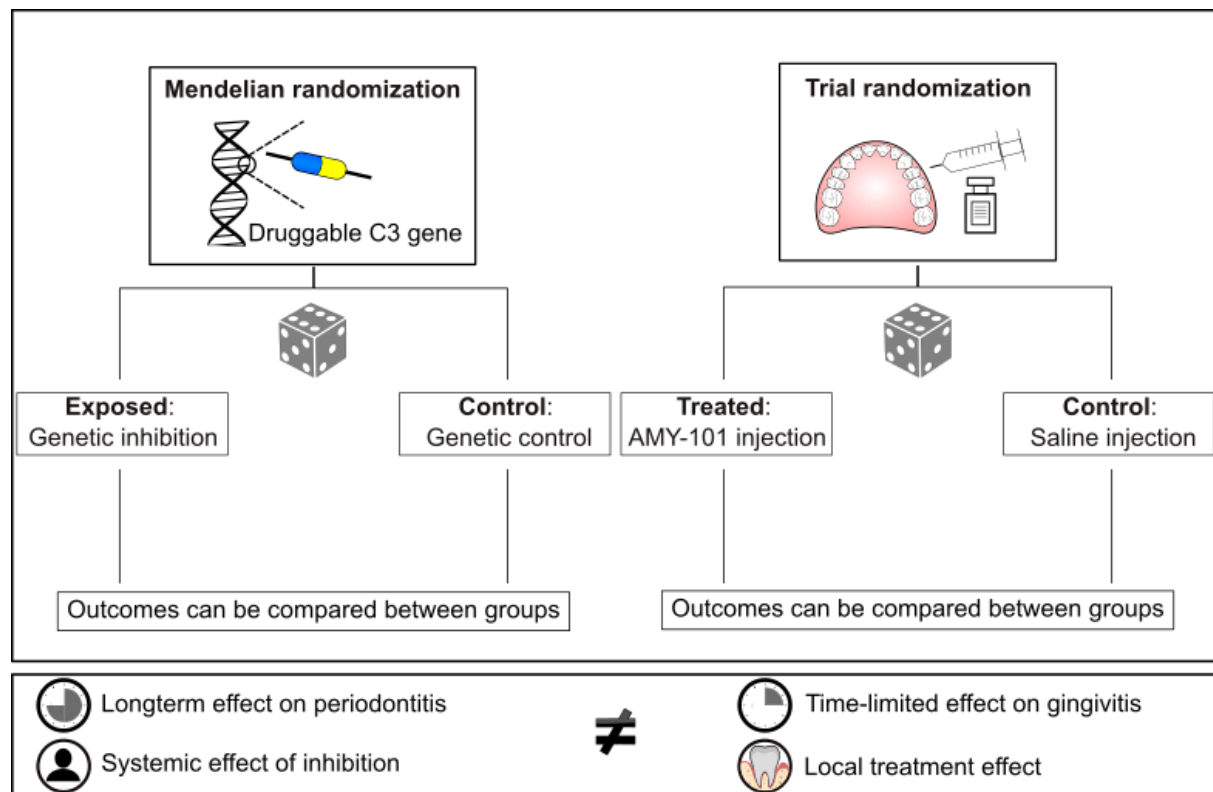 Mendelian randomization
Druggable C3 gene
Trial randomization
Exposed:
Genetic inhibition
Control:
Genetic control
Treated:
AMY-101 injection
Control:
Saline injection
Outcomes can be compared between groups
Outcomes can be compared between groups
Longterm effect on periodontitis
Systemic effect of inhibition
≠
Time-limited effect on gingivitis
Local treatment effect